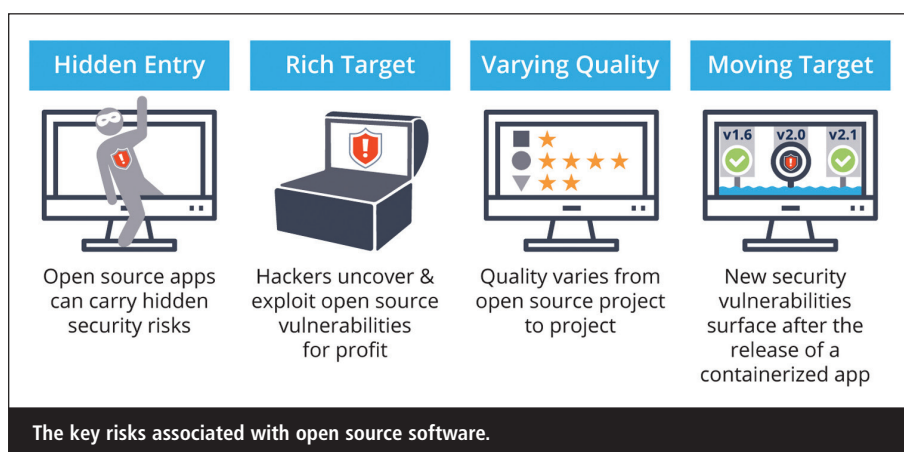 Hidden Entry
Open source apps
can carry hidden
security risks
Rich Target
Hackers uncover &
exploit open source
vulnerabilities
for profit
Varying Quality
Quality varies from
open source project
to project
Moving Target
v1.6 v2.0 v2.1
New security
vulnerabilities
surface after the
release of a
containerized app
The key risks associated with open source software.